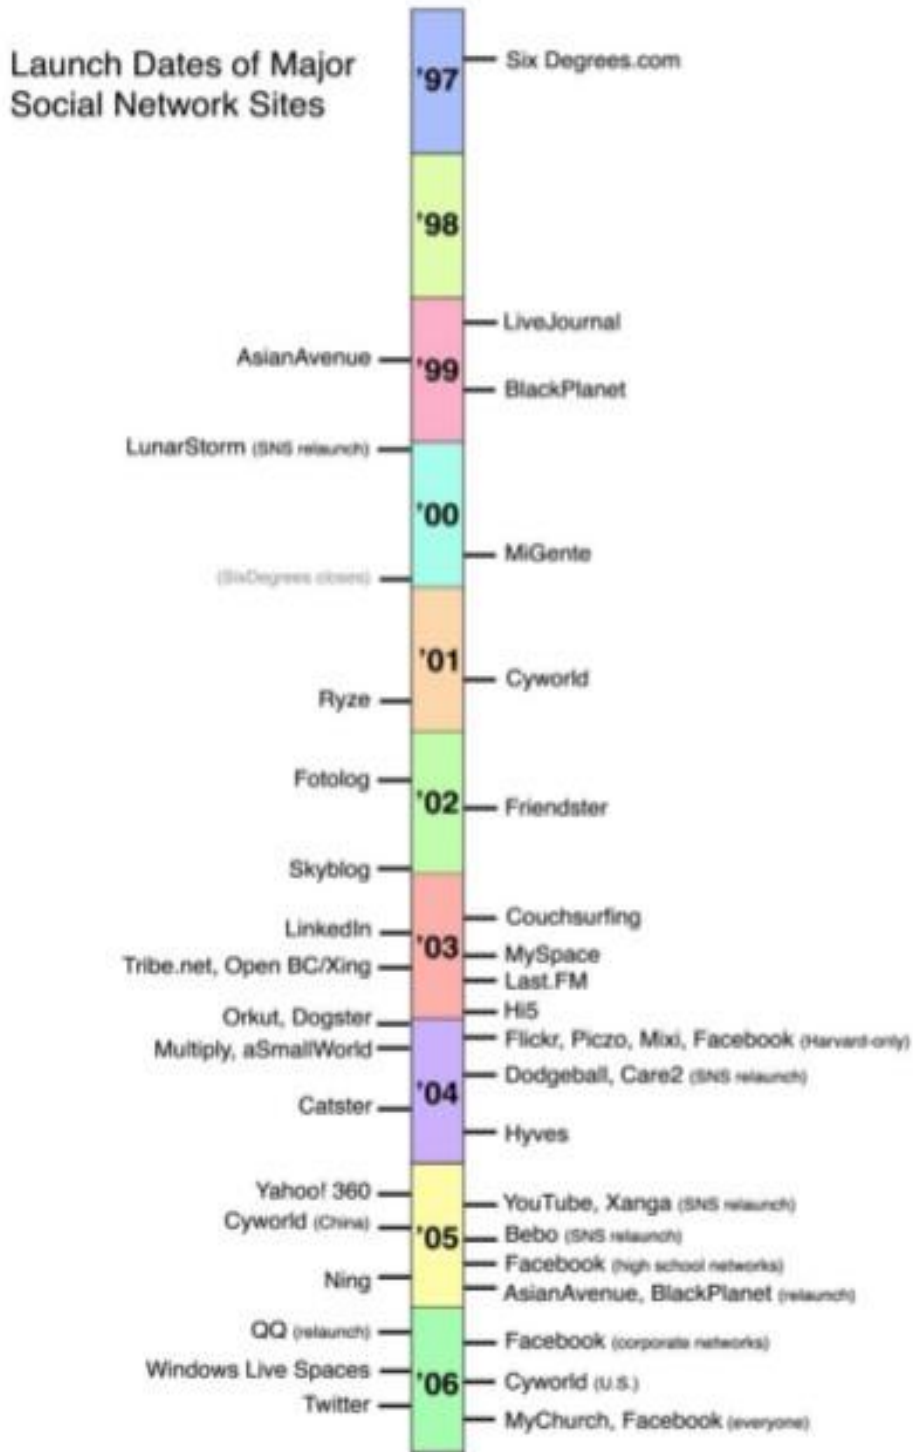 Launch Dates of Major
Social Network Sites
'97
Six Degrees.com
'98
LiveJournal
AsianAvenue
'99
BlackPlanet
LunarStorm (SNS relaunch)
'00
MiGente
(SixDegrees closes)
'01
Cyworld
Ryze
Fotolog
'02
Friendster
Skyblog
Couchsurfing
LinkedIn
'03
MySpace
Tribe.net, Open BC/Xing
Last.FM
Hi5
Orkut, Dogster
Flickr, Piczo, Mixi, Facebook (Harvard-only)
Multiply, aSmallWorld
Dodgeball, Care2 (SNS relaunch)
'04
Catster
Hyves
Yahoo! 360
YouTube, Xanga (SNS relaunch)
Cyworld (China)
'05
Bebo (SNS relaunch)
Facebook (high school networks)
Ning
AsianAvenue, BlackPlanet (relaunch)
QQ (relaunch)
Facebook (corporate networks)
Windows Live Spaces
'06
Cyworld (U.S.)
Twitter
MyChurch, Facebook (everyone)